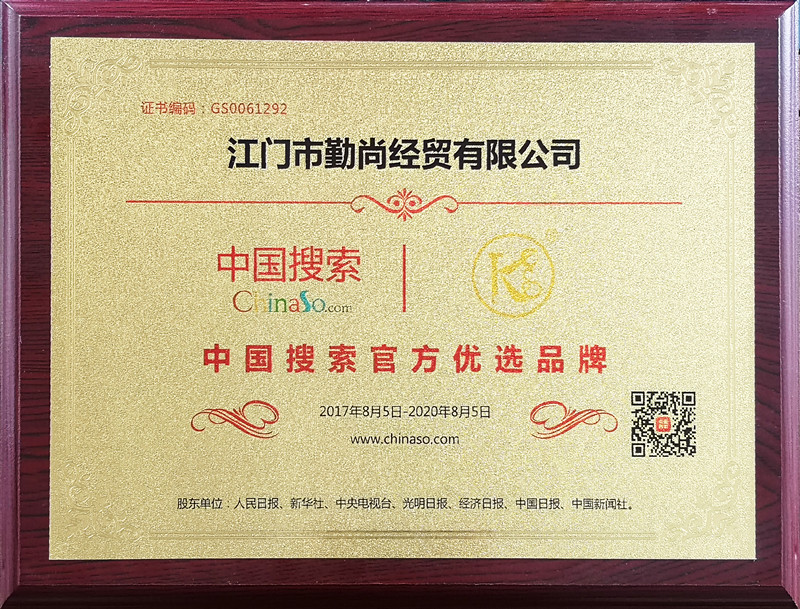 证书编码：GS0061292
江门市勤尚经贸有限公司
中国搜索
ChinaSo.com
中国搜索官方优选品牌
2017年8月5日-2020年8月5日
www.chinaso.com
股东单位：人民日报、新华社、中央电视台、光明日报、经济日报、中国日报、中国新闻社。